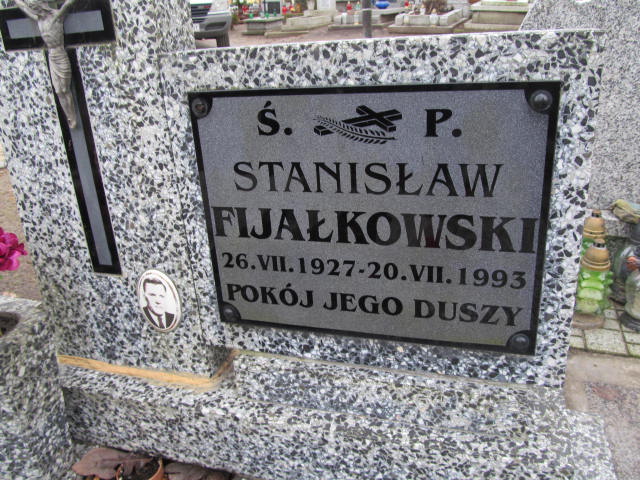 Ś. P.
STANISŁAW
FIJAŁKOWSKI
26.VII.1927-20.VII.1993
POKÓJ JEGO DUSZY